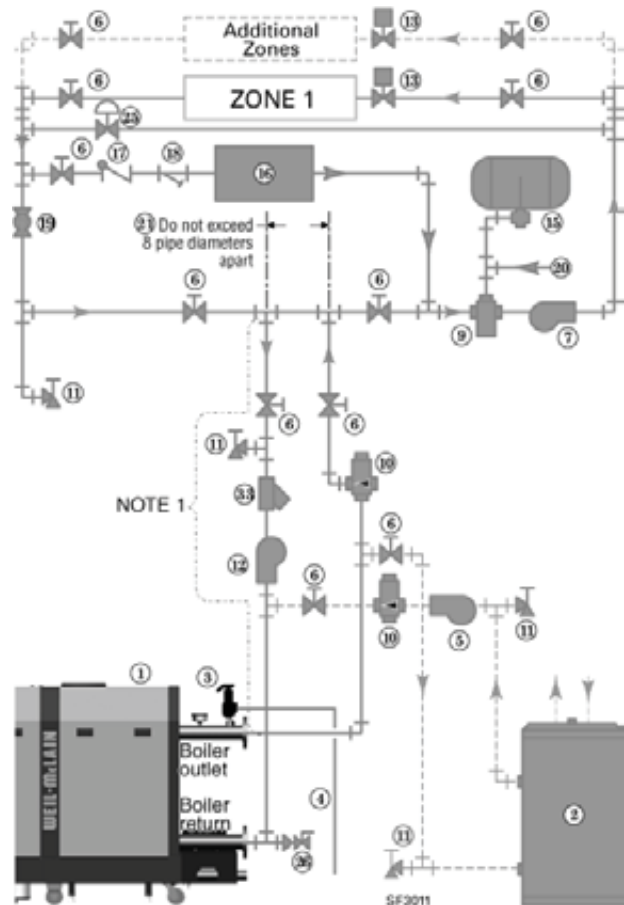 6 13 6
Additional
Zones
6 13 6
ZONE 1
25
6 17 18
16
19
15
21 Do not exceed
8 pipe diameters
apart
20
6 6
9 7
11
6 6
11
10
NOTE 1
33
6
12
6
10 5 11
1 3
WEIL-McLAIN
Boiler
outlet
4
2
Boiler
return
26
11
SF3011